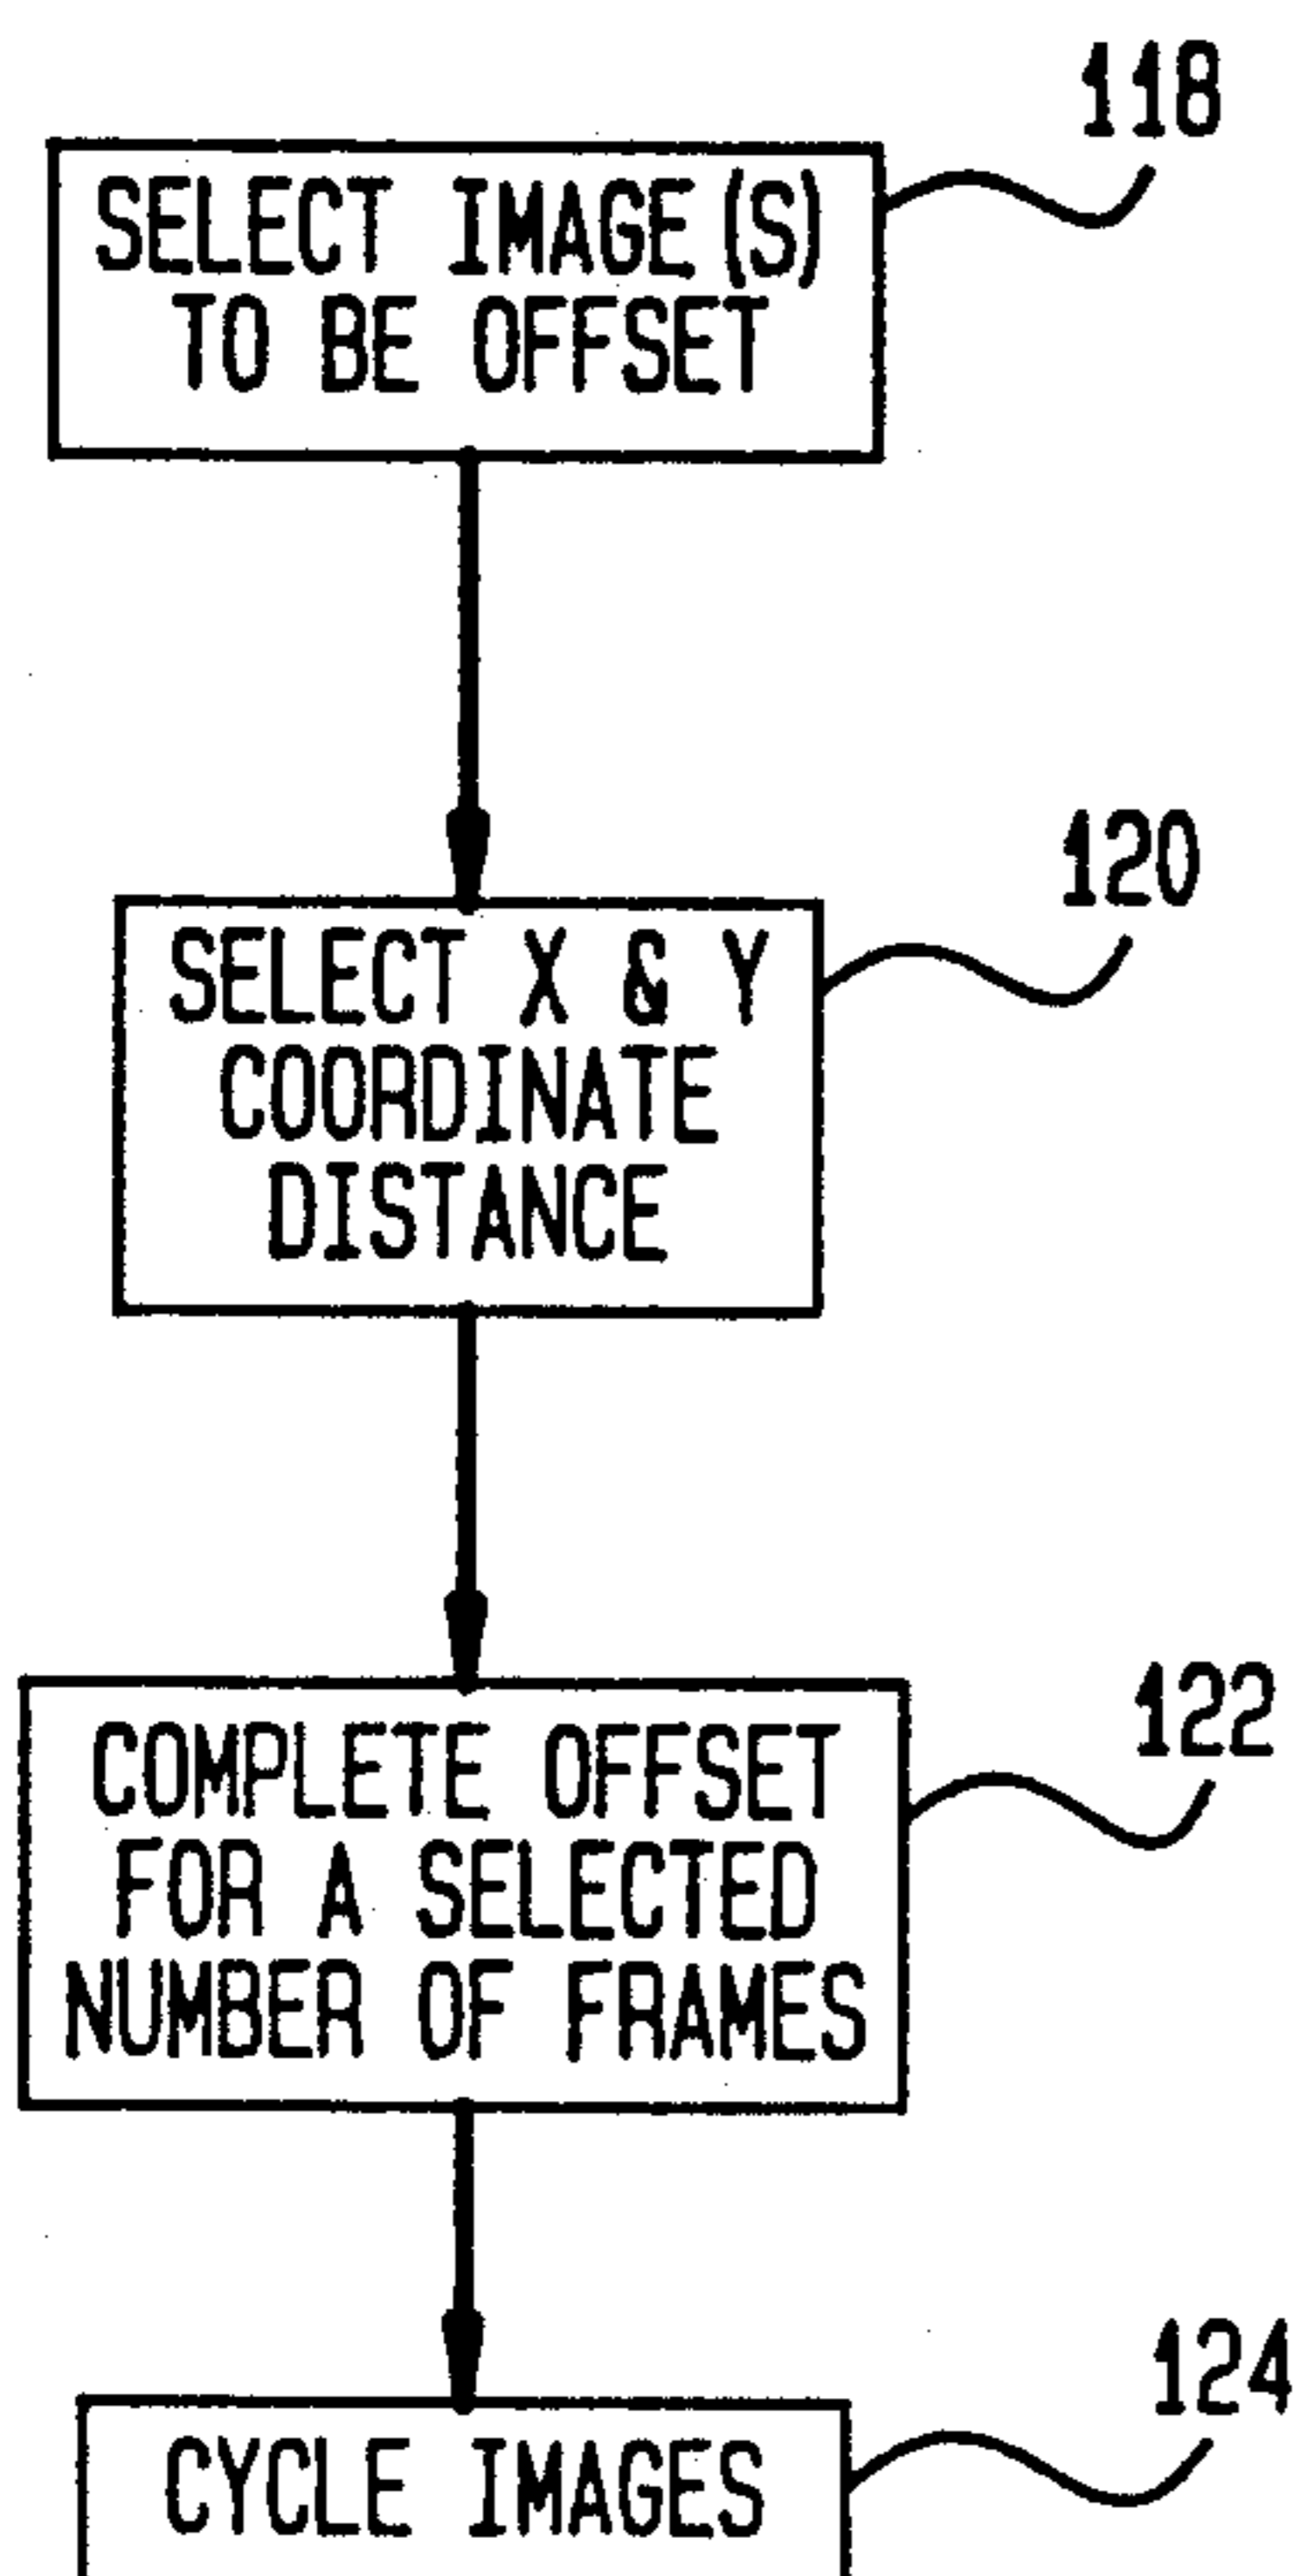 118
SELECT IMAGE(S)
TO BE OFFSET
120
SELECT X & Y
COORDINATE
DISTANCE
122
COMPLETE OFFSET
FOR A SELECTED
NUMBER OF FRAMES
124
CYCLE IMAGES